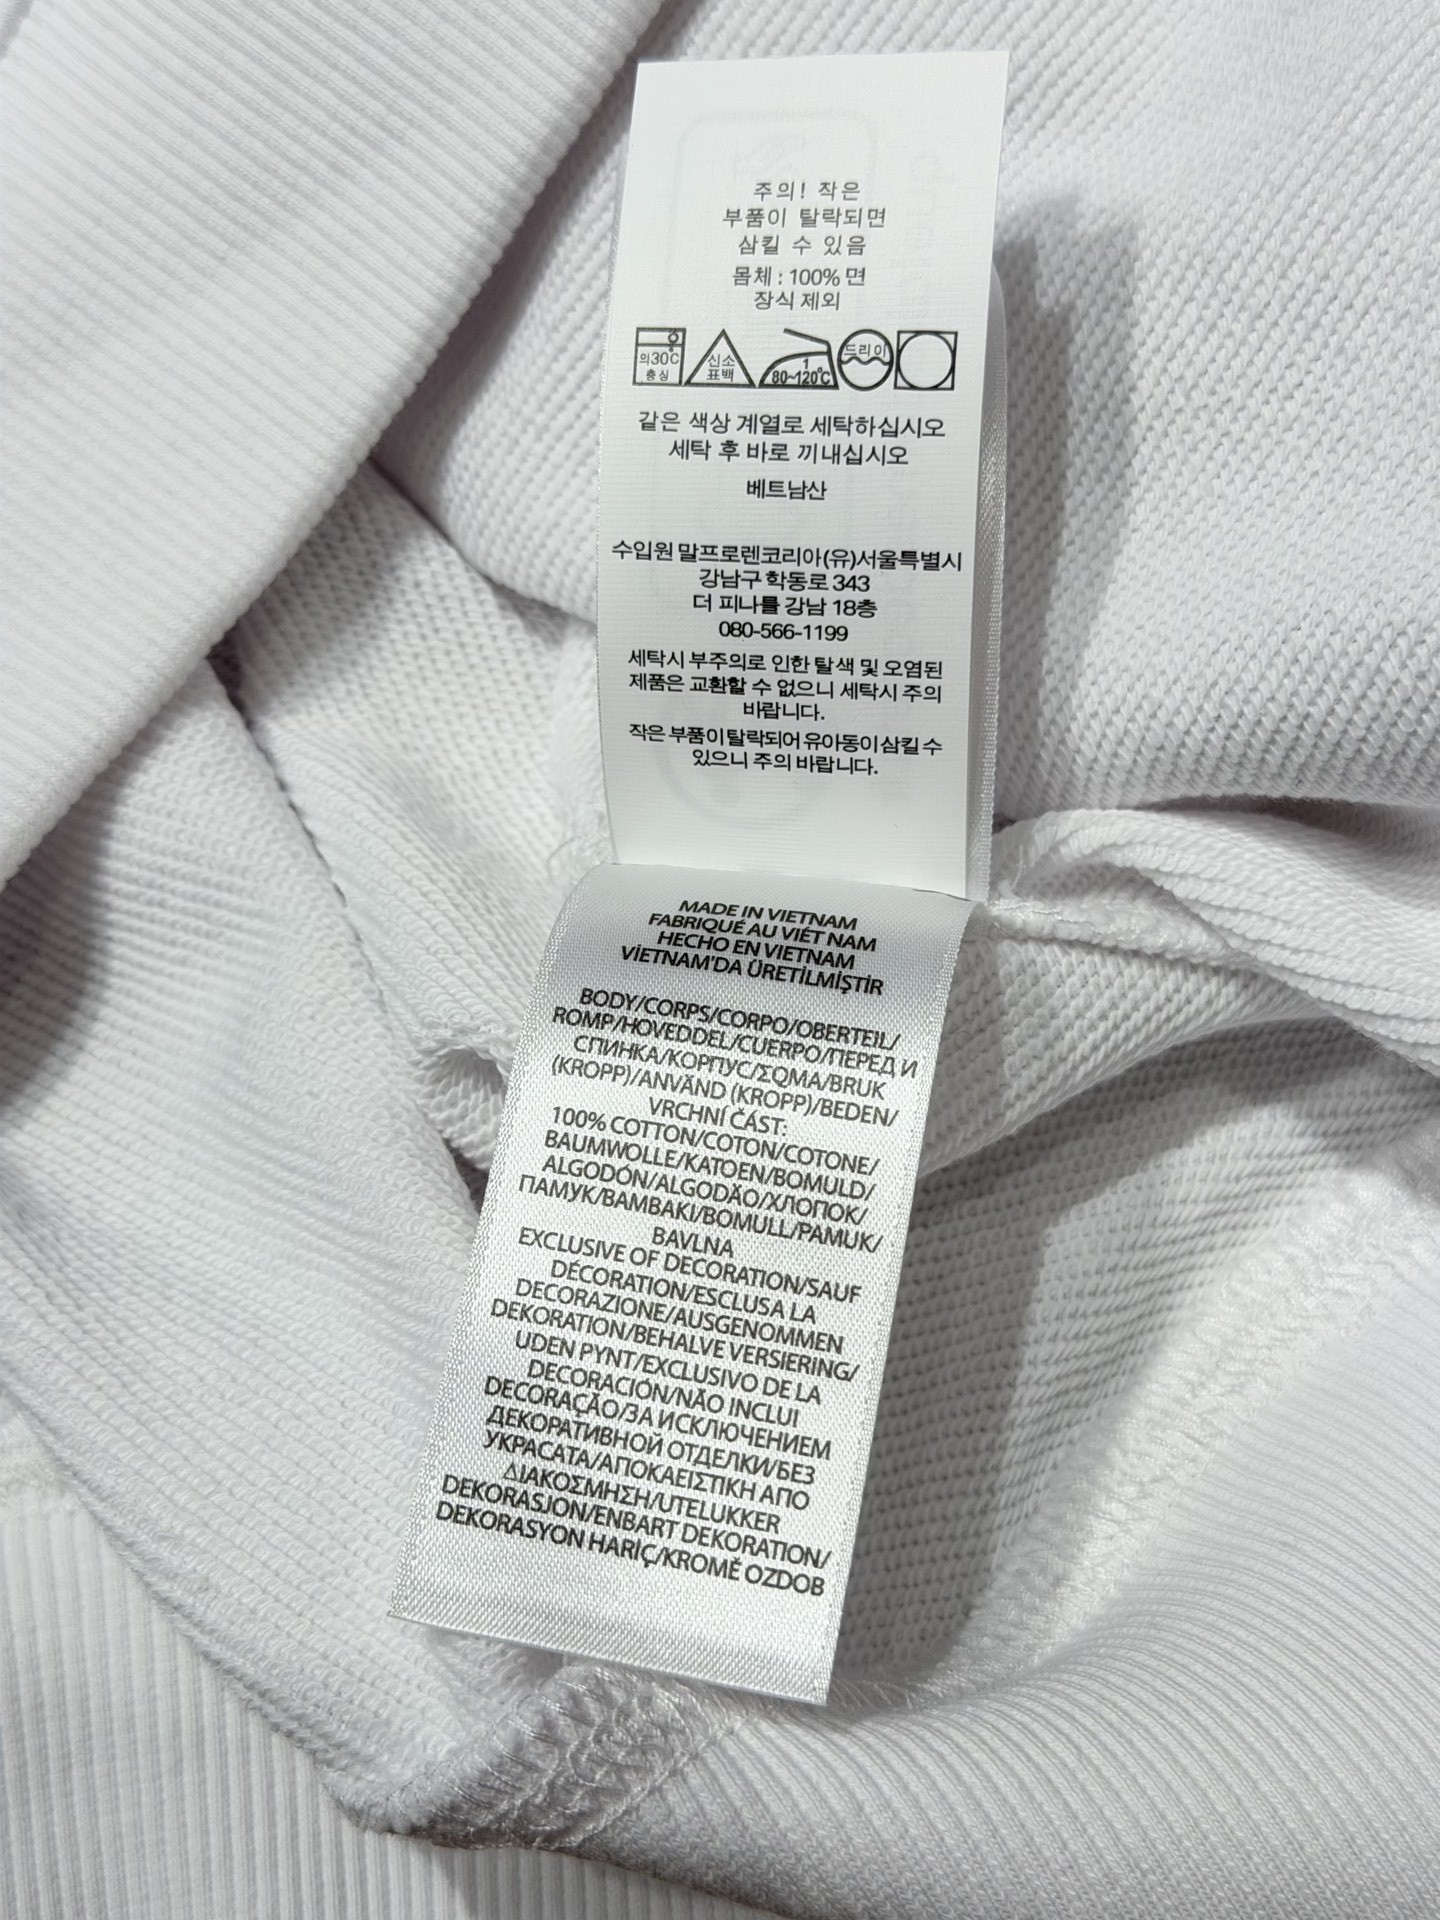 주의! 작은
부품이 탈락되면
삼킬 수 있음
몸체 : 100% 면
장식 제외
의30°C
중성
산소
표백
1
80~120°C
드라이
같은 색상 계열로 세탁하십시오
세탁 후 바로 끼내십시오
베트남산
수입원 말프로렌코리아(유)서울특별시
강남구 학동로 343
더 피나클 강남 18층
080-566-1199
세탁시 부주의로 인한 탈색 및 오염된
제품은 교환할 수 없으니 세탁시 주의
바랍니다.
작은 부품이 탈락되어 유아동이 삼킬 수
있으니 주의 바랍니다.
MADE IN VIETNAM
FABRIQUÉ AU VIÊT NAM
HECHO EN VIETNAM
VİETNAM'DA ÜRETİLMİŞTİR
BODY/CORPS/CORPO/OBERTEIL/
ROMP/HOVEDDEL/CUERPO/ПЕРЕД И
СПИНКА/КОРПУС/ΣΩΜΑ/BRUK
(KROPP)/ANVÄND (KROPP)/BEDEN/
VRCHNÍ ČÁST:
100% COTTON/COTON/COTONE/
BAUMWOLLE/KATOEN/BOMULD/
ALGODÓN/ALGODÃO/ХЛОПОК/
ПАМУК/BAMBAKI/BOMULL/PAMUK/
BAVLNA
EXCLUSIVE OF DECORATION/SAUF
DÉCORATION/ESCLUSA LA
DECORAZIONE/AUSGENOMMEN
DEKORATION/BEHALVE VERSIERING/
UDEN PYNT/EXCLUSIVO DE LA
DECORACIÓN/NÃO INCLUI
DECORAÇÃO/ЗА ИСКЛЮЧЕНИЕМ
ДЕКОРАТИВНОЙ ОТДЕЛКИ/БЕЗ
УКРАСАТА/ΑΠΟΚΛΕΙΣΤΙΚΗ ΑΠΟ
ΔΙΑΚΟΣΜΗΣΗ/UTELUKKER
DEKORASJON/ENBART DEKORATION/
DEKORASYON HARİÇ/KROMĚ OZDOB